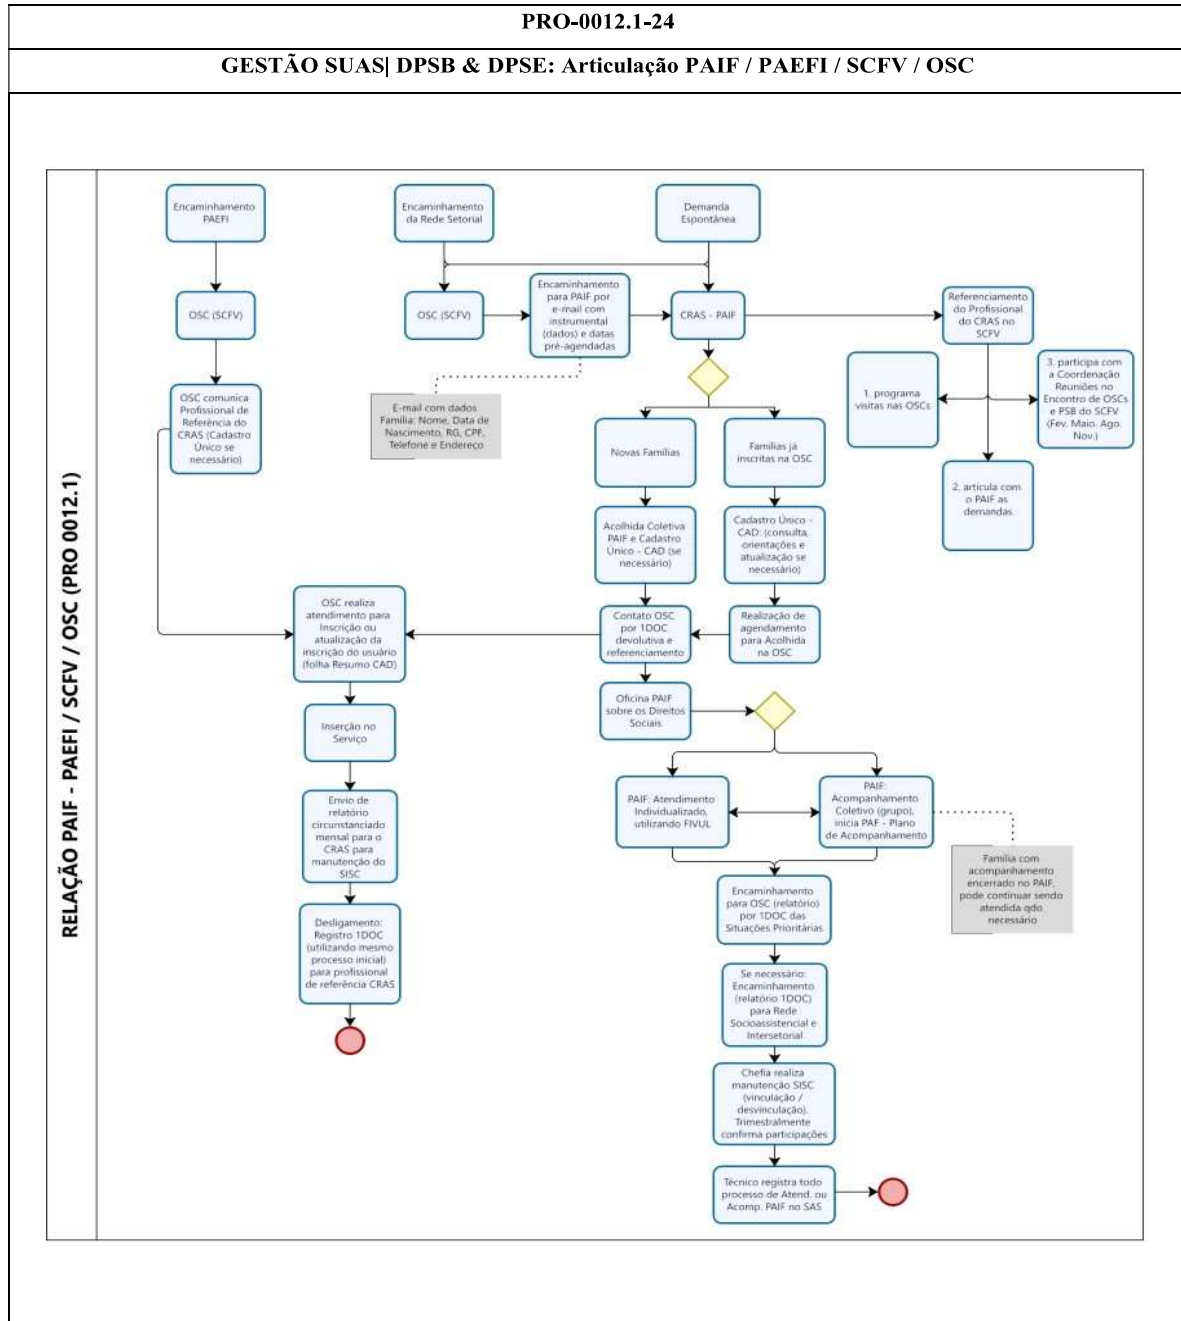 PRO-0012.1-24
GESTÃO SUAS| DPSB & DPSE: Articulação PAIF / PAEFI / SCFV / OSC
RELAÇÃO PAIF - PAEFI / SCFV / OSC (PRO 0012.1)
Encaminhamento
PAEFI
Encaminhamento
da Rede Setorial
Demanda
Espontânea
OSC (SCFV)
OSC (SCFV)
Encaminhamento
para PAIF por
e-mail com
instrumental
(dados) e datas
pré-agendadas
CRAS - PAIF
Referenciamento
do Profissional
do CRAS no
SCFV
OSC comunica
Profissional de
Referência do
CRAS (Cadastro
Único se
necessário)
E-mail com dados
Família: Nome, Data de
Nascimento, RG, CPF,
Telefone e Endereço
1. programa
visitas nas OSCs
3. participa com
a Coordenação
Reuniões no
Encontro de OSCs
e PSB do SCFV
(Fev. Maio. Ago.
Nov.)
2. articula com
o PAIF as
demandas
Novas Famílias
Famílias já
inscritas na OSC
Acolhida Coletiva
PAIF e Cadastro
Único - CAD (se
necessário)
Cadastro Único -
CAD: (consulta,
orientações e
atualização se
necessário)
OSC realiza
atendimento para
Inscrição ou
atualização da
inscrição do usuário
(folha Resumo CAD)
Contato OSC
por 1DOC
devolutiva e
referenciamento
Realização de
agendamento
para Acolhida
na OSC
Inserção no
Serviço
Oficina PAIF
sobre os Direitos
Sociais
Envio de
relatório
circunstanciado
mensal para o
CRAS para
manutenção do
SISC
PAIF: Atendimento
Individualizado,
utilizando FIVUL
PAIF:
Acompanhamento
Coletivo (grupo),
inicia PAF - Plano
de Acompanhamento
Família com
acompanhamento
encerrado no PAIF,
pode continuar sendo
atendida qdo
necessário
Desligamento:
Registro 1DOC
(utilizando mesmo
processo inicial)
para profissional
de referência CRAS
Encaminhamento
para OSC (relatório)
por 1DOC das
Situações Prioritárias
Se necessário:
Encaminhamento
(relatório 1DOC)
para Rede
Socioassistencial e
Intersetorial
Chefia realiza
manutenção SISC
(vinculação /
desvinculação).
Trimestralmente
confirma participações
Técnico registra todo
processo de Atend. ou
Acomp. PAIF no SAS